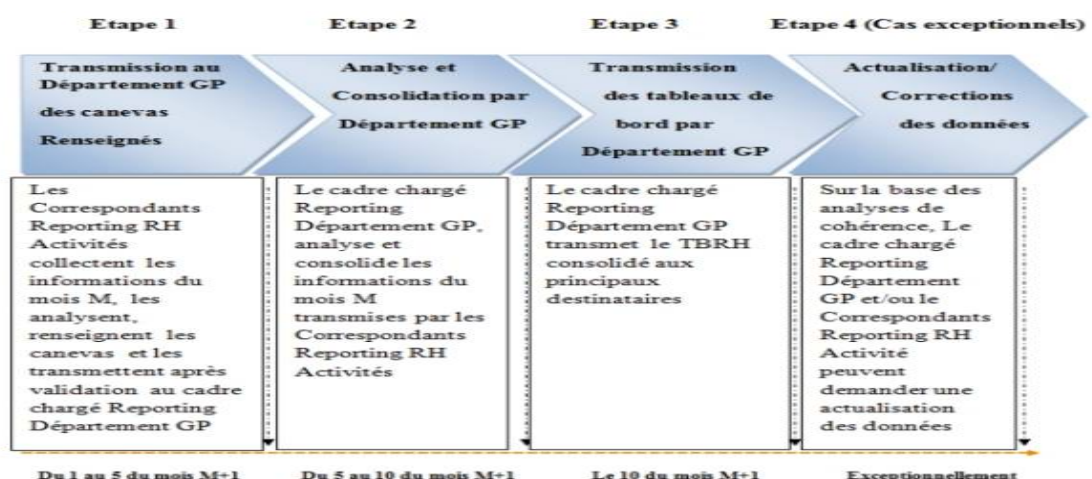 Etape 1
Etape 2
Etape 3
Etape 4 (Cas exceptionnels)
Transmission au
Département GP
des canevas
Renseignés
Analyse et
Consolidation par
Département GP
Transmission
des tableaux de
bord par
Département GP
Actualisation/
Corrections
des données
Les
Correspondants
Reporting RH
Activités
collectent les
informations du
mois M, les
analysent,
renseignent les
canevas et les
transmettent après
validation au cadre
chargé Reporting
Département GP
Le cadre chargé
Reporting
Département GP,
analyse et
consolide les
informations du
mois M
transmises par les
Correspondants
Reporting RH
Activités
Le cadre chargé
Reporting
Département GP
transmet le TBRH
consolidé aux
principaux
destinataires
Sur la base des
analyses de
cohérence, Le
cadre chargé
Reporting
Département
GP et/ou le
Correspondants
Reporting RH
Activité
peuvent
demander une
actualisation
des données
Du 1 au 5 du mois M+1
Du 5 au 10 du mois M+1
Le 10 du mois M+1
Exceptionnellement